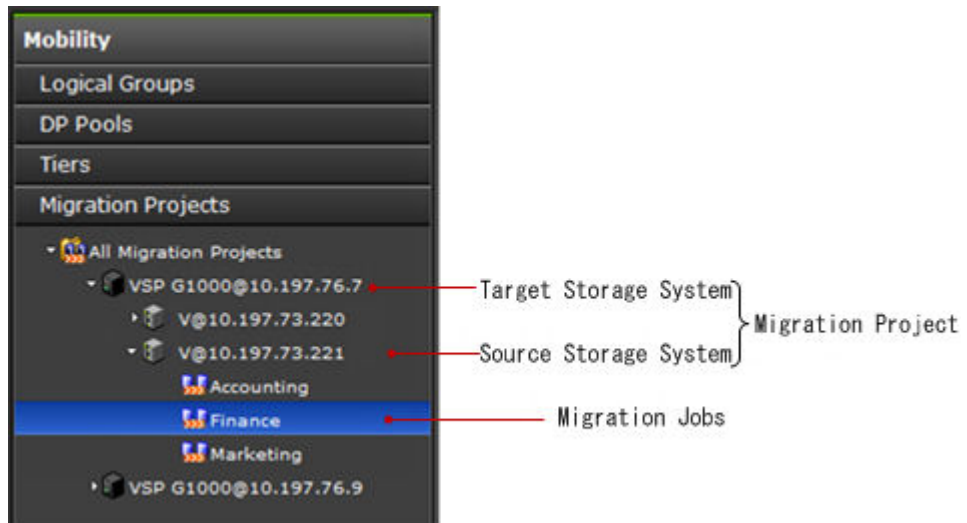 Mobility
Logical Groups
DP Pools
Tiers
Migration Projects
All Migration Projects
VSP G1000@10.197.76.7
Target Storage System
V@10.197.73.220
Migration Project
V@10.197.73.221
Source Storage System
Accounting
Finance
Migration Jobs
Marketing
VSP G1000@10.197.76.9